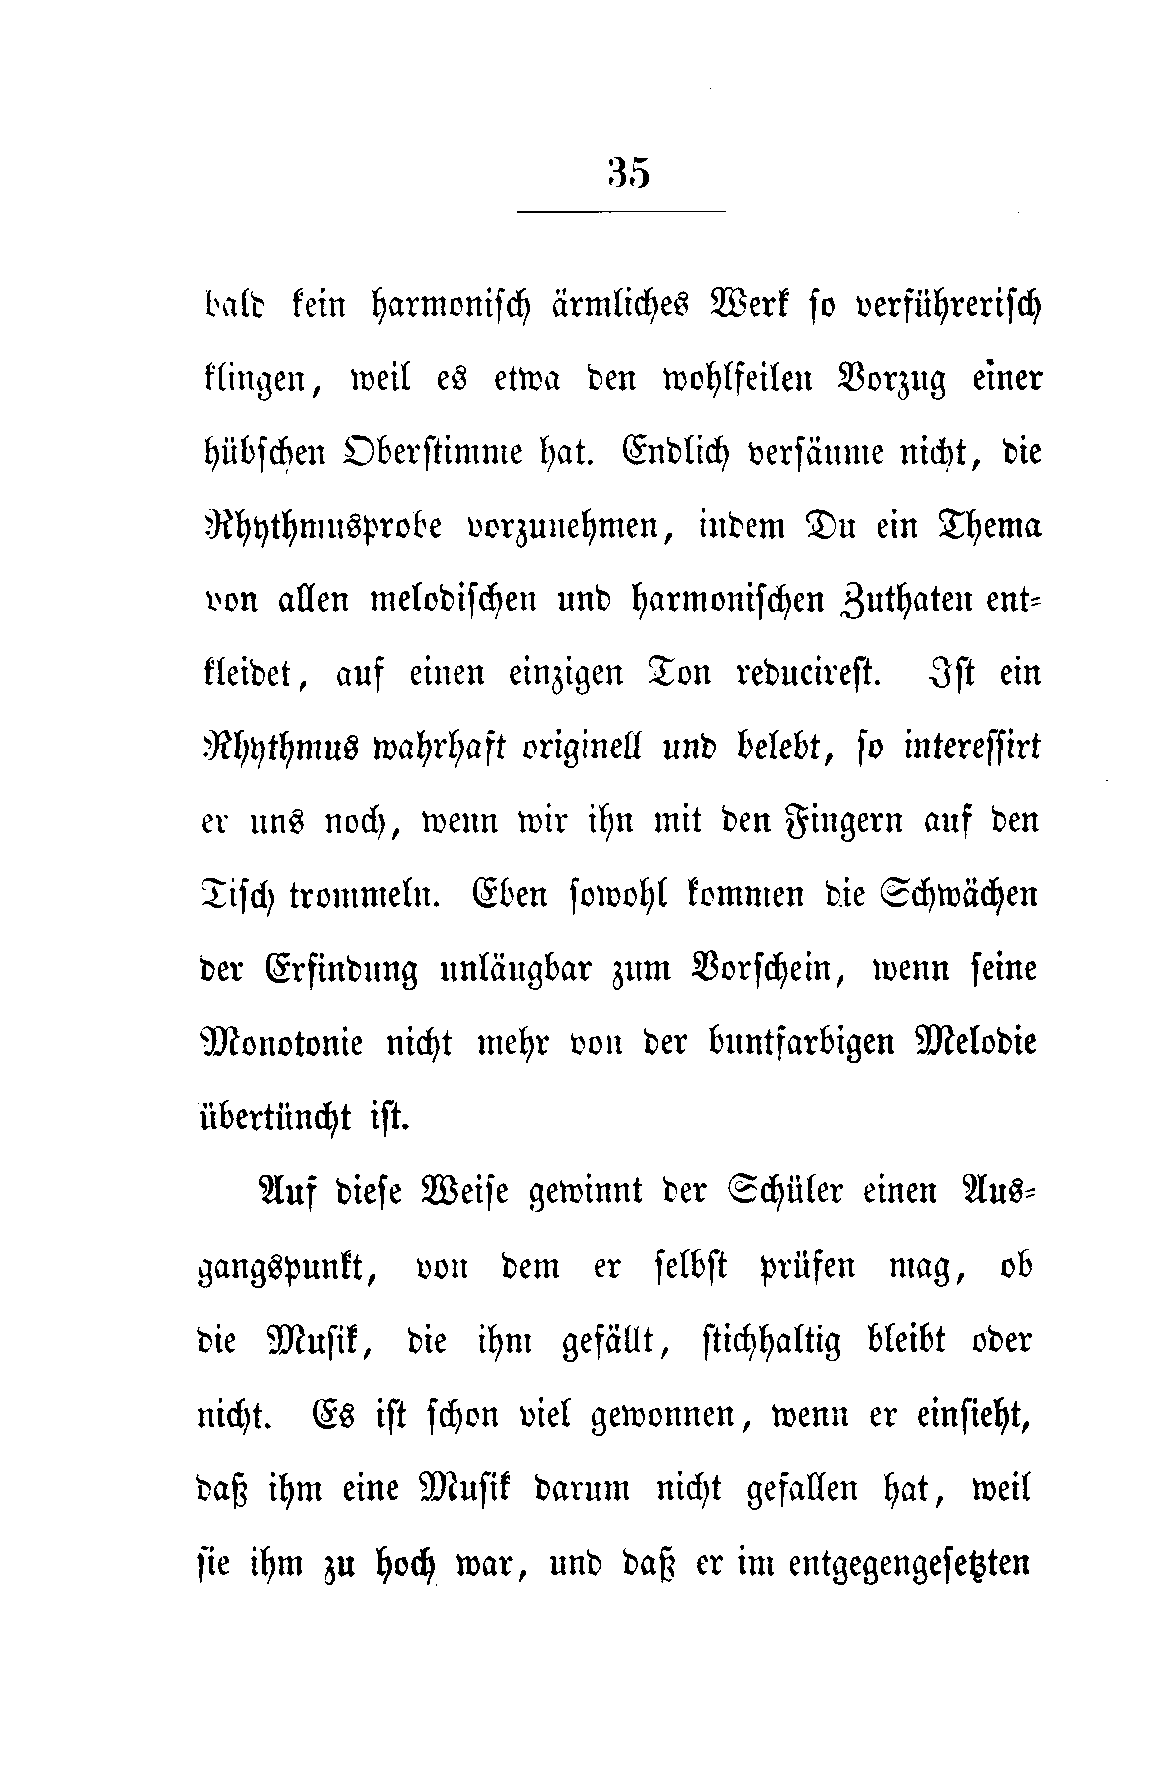 35
bald kein harmoniſch ärmliches Werk ſo verführeriſch
klingen, weil es etwa den wohlfeilen Vorzug einer
hübſchen Oberſtimme hat. Endlich verſäume nicht, die
Rhythmusprobe vorzunehmen, indem Du ein Thema
von allen melodiſchen und harmoniſchen Zuthaten ent⸗
kleidet, auf einen einzigen Ton reducireſt. Iſt ein
Rhythmus wahrhaft originell und belebt, ſo intereſſirt
er uns noch, wenn wir ihn mit den Fingern auf den
Tiſch trommeln. Eben ſowohl kommen die Schwächen
der Erfindung unläugbar zum Vorſchein, wenn ſeine
Monotonie nicht mehr von der buntfarbigen Melodie
übertüncht iſt.
Auf dieſe Weiſe gewinnt der Schüler einen Aus⸗
gangspunkt, von dem er ſelbſt prüfen mag, ob
die Muſik, die ihm gefällt, ſtichhaltig bleibt oder
nicht. Es iſt ſchon viel gewonnen, wenn er einſieht,
daß ihm eine Muſik darum nicht gefallen hat, weil
ſie ihm zu hoch war, und daß er im entgegengeſetzten